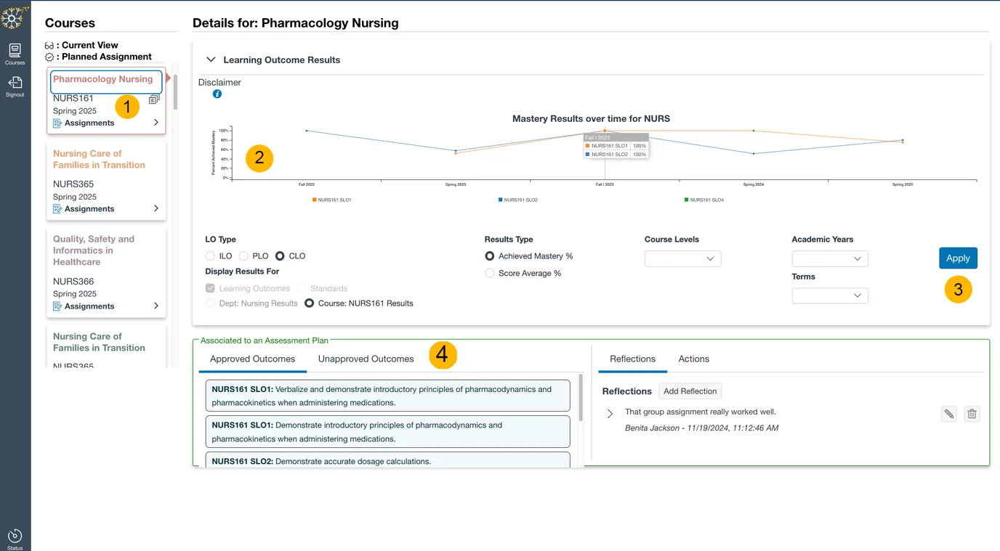 Courses
Signout
Status
Courses
: Current View
: Planned Assignment
Pharmacology Nursing
NURS161
Spring 2025
Assignments
1
Nursing Care of
Families in Transition
NURS365
Spring 2025
Assignments
Quality, Safety and
Informatics in
Healthcare
NURS366
Spring 2025
Assignments
Nursing Care of
Families in Transition
NURS365
Details for: Pharmacology Nursing
Learning Outcome Results
Disclaimer
i
Mastery Results over time for NURS
Percent Achieved Mastery
100%
80%
60%
40%
20%
0%
2
Fall I 2023
NURS161 SLO1 100%
NURS161 SLO2 100%
Fall 2022 Spring 2023 Fall I 2023 Spring 2024 Spring 2025
NURS161 SLO1 NURS161 SLO2 NURS161 SLO4
LO Type
ILO PLO CLO
Display Results For
Learning Outcomes Standards
Dept: Nursing Results Course: NURS161 Results
Results Type
Achieved Mastery %
Score Average %
Course Levels
Academic Years
Terms
Apply
3
Associated to an Assessment Plan
Approved Outcomes Unapproved Outcomes
4
NURS161 SLO1: Verbalize and demonstrate introductory principles of pharmacodynamics and
pharmacokinetics when administering medications.
NURS161 SLO1: Demonstrate introductory principles of pharmacodynamics and
pharmacokinetics when administering medications.
NURS161 SLO2: Demonstrate accurate dosage calculations.
Reflections Actions
Reflections Add Reflection
That group assignment really worked well.
Benita Jackson - 11/19/2024, 11:12:46 AM